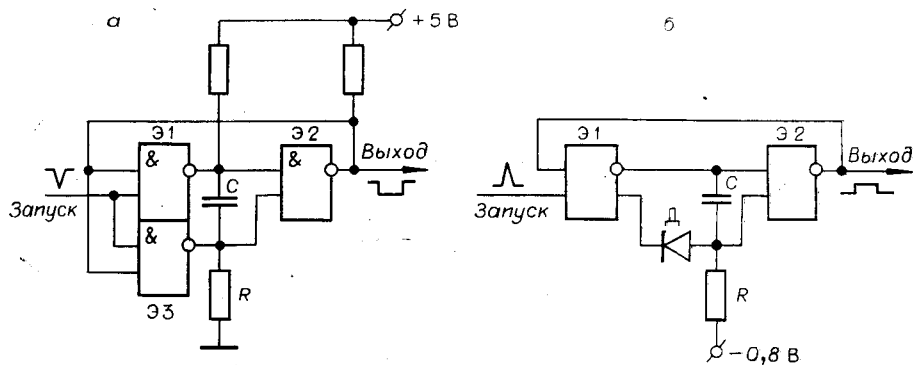 а
+5 В
Э1
&
Э2
&
Выход
Запуск
С
&
Э3
R
б
Э1
Э2
Выход
Запуск
С
Д
R
-0,8 В